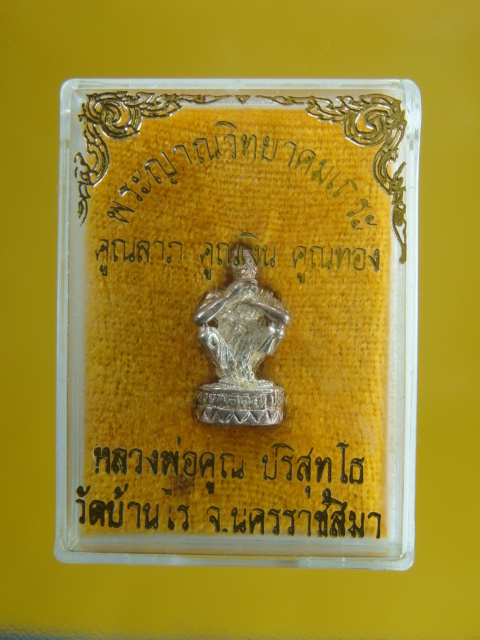 พระญาณวิทยาคมเถระ
คูณลาภ คูณเงิน คูณทอง
หลวงพ่อคูณ ปริสุทฺโธ
วัดบ้านไร่ จ.นครราชสีมา